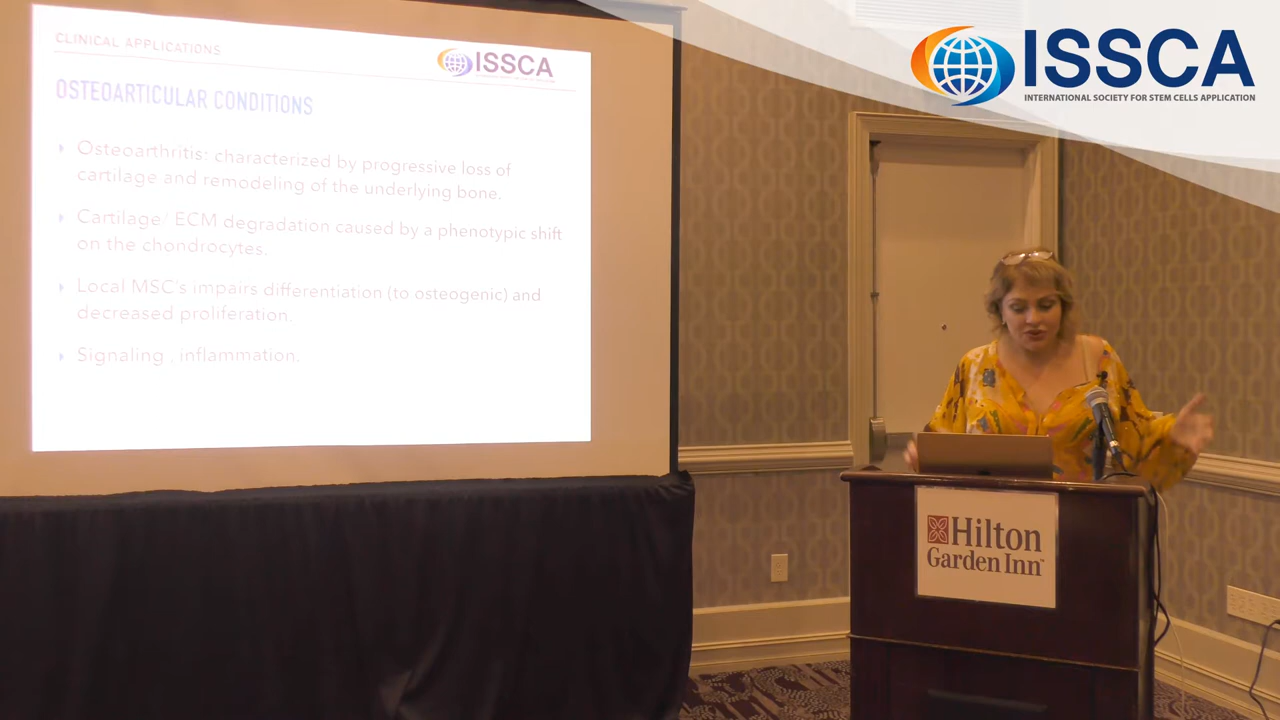 CLINICAL APPLICATIONS
ISSCA
OSTEOARTICULAR CONDITIONS
Osteoarthritis: characterized by progressive loss of
cartilage and remodeling of the underlying bone.
Cartilage/ ECM degradation caused by a phenotypic shift
on the chondrocytes.
Local MSC's impairs differentiation (to osteogenic) and
decreased proliferation.
Signaling , inflammation.
ISSCA
INTERNATIONAL SOCIETY FOR STEM CELLS APPLICATION
Hilton
Garden Inn™